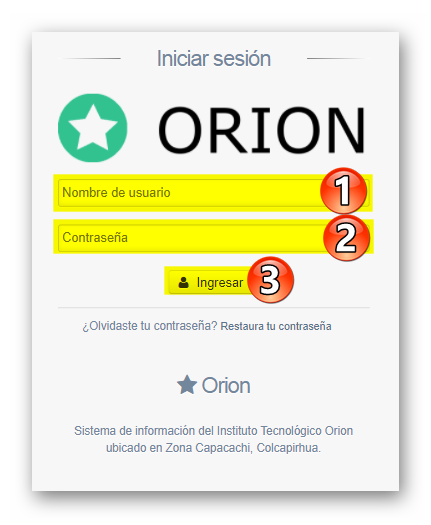 Iniciar sesión
ORION
Nombre de usuario 1
Contraseña 2
Ingresar 3
¿Olvidaste tu contraseña? Restaura tu contraseña
Orion
Sistema de información del Instituto Tecnológico Orion
ubicado en Zona Capacachi, Colcapirhua.